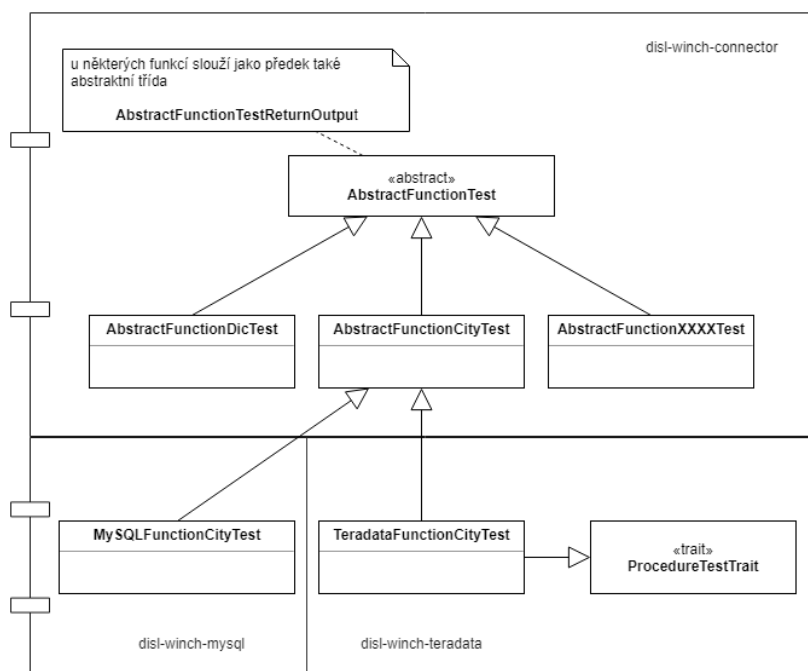 disl-winch-connector
u některých funkcí slouží jako předek také
abstraktní třída
AbstractFunctionTestReturnOutput
«abstract»
AbstractFunctionTest
AbstractFunctionDicTest
AbstractFunctionCityTest
AbstractFunctionXXXXTest
MySQLFunctionCityTest
TeradataFunctionCityTest
«trait»
ProcedureTestTrait
disl-winch-mysql
disl-winch-teradata